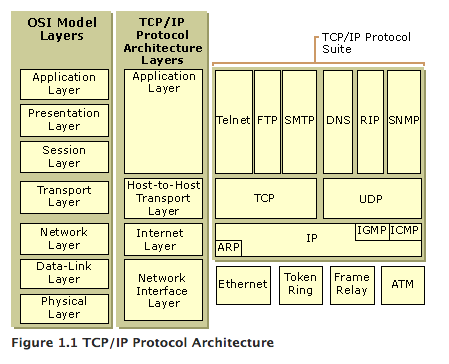 OSI Model
Layers
TCP/IP
Protocol
Architecture
Layers
TCP/IP Protocol
Suite
Application
Layer
Presentation
Layer
Session
Layer
Transport
Layer
Network
Layer
Data-Link
Layer
Physical
Layer
Application
Layer
Host-to-Host
Transport
Layer
Internet
Layer
Network
Interface
Layer
Telnet
FTP
SMTP
DNS
RIP
SNMP
TCP
UDP
ARP
IP
IGMP
ICMP
Ethernet
Token
Ring
Frame
Relay
ATM
Figure 1.1 TCP/IP Protocol Architecture